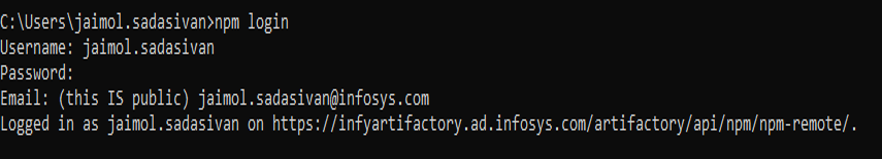 C:\Users\jaimol.sadasivan>npm login
Username: jaimol.sadasivan
Password:
Email: (this IS public) jaimol.sadasivan@infosys.com
Logged in as jaimol.sadasivan on https://infyartifactory.ad.infosys.com/artifactory/api/npm/npm-remote/.